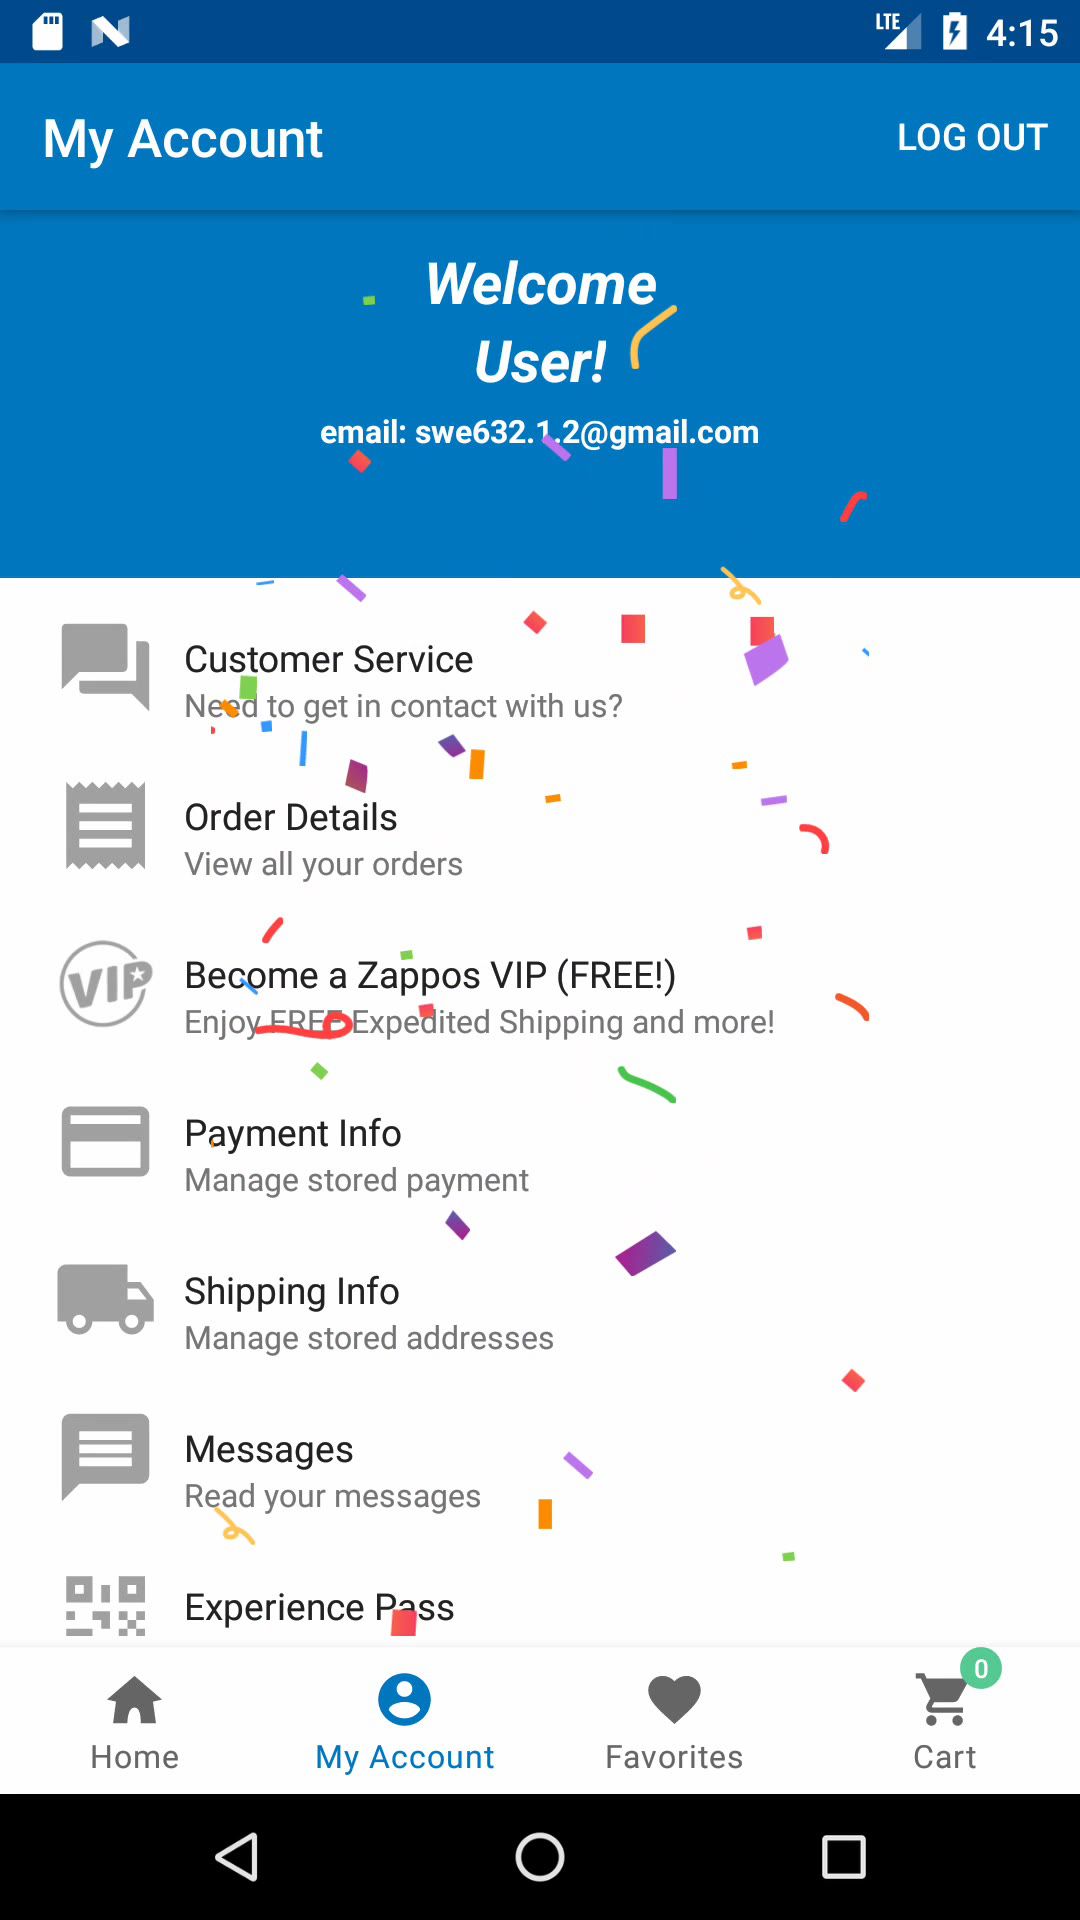 LTE 4:15
My Account LOG OUT
Welcome
User!
email: swe632.1.2@gmail.com
Customer Service
Need to get in contact with us?
Order Details
View all your orders
VIP
Become a Zappos VIP (FREE!)
Enjoy FREE Expedited Shipping and more!
Payment Info
Manage stored payment
Shipping Info
Manage stored addresses
Messages
Read your messages
Experience Pass
0
Home My Account Favorites Cart